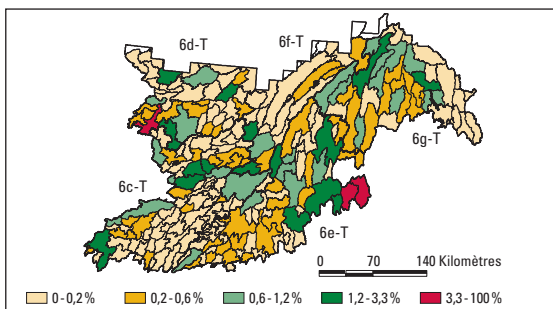 6d-T
6f-T
6g-T
6c-T
6e-T
0 70 140 Kilomètres
0 - 0,2 % 0,2 - 0,6 % 0,6 - 1,2 % 1,2 - 3,3 % 3,3 - 100 %